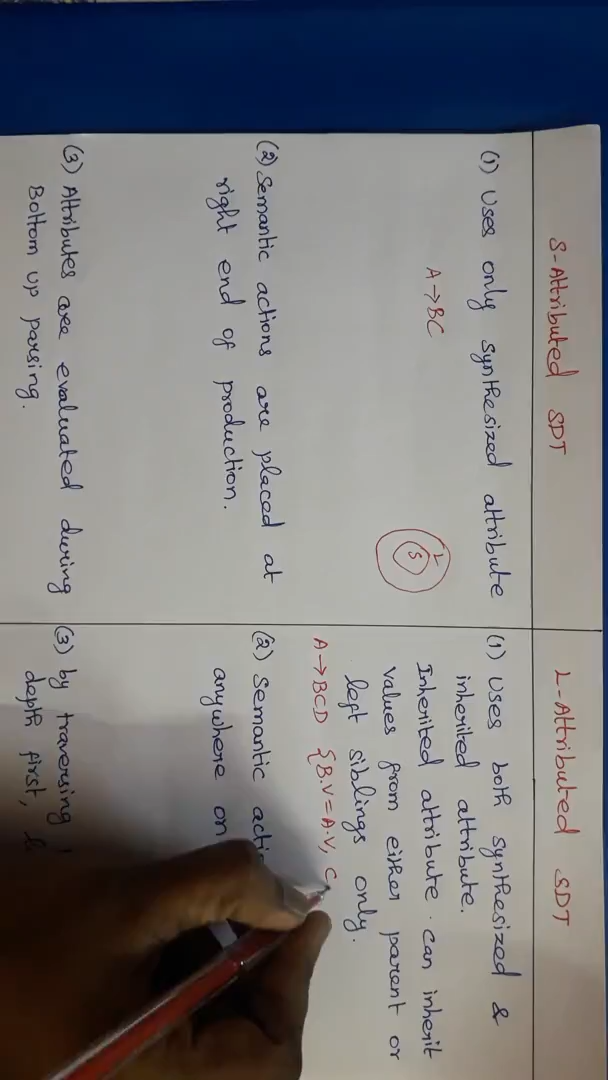 S-Attributed SDT
(1) Uses only synthesized attribute
A→BC
L
S
(2) Semantic actions are placed at
right end of production.
(3) Attributes are evaluated during
Bottom up parsing.
L-Attributed SDT
(1) Uses both synthesized &
inherited attribute.
Inherited attribute can inherit
values from either parent or
left siblings only.
A→BCD {B.V=A.V, C
(2) Semantic
anywhere on
(3) by traversing
depth first,